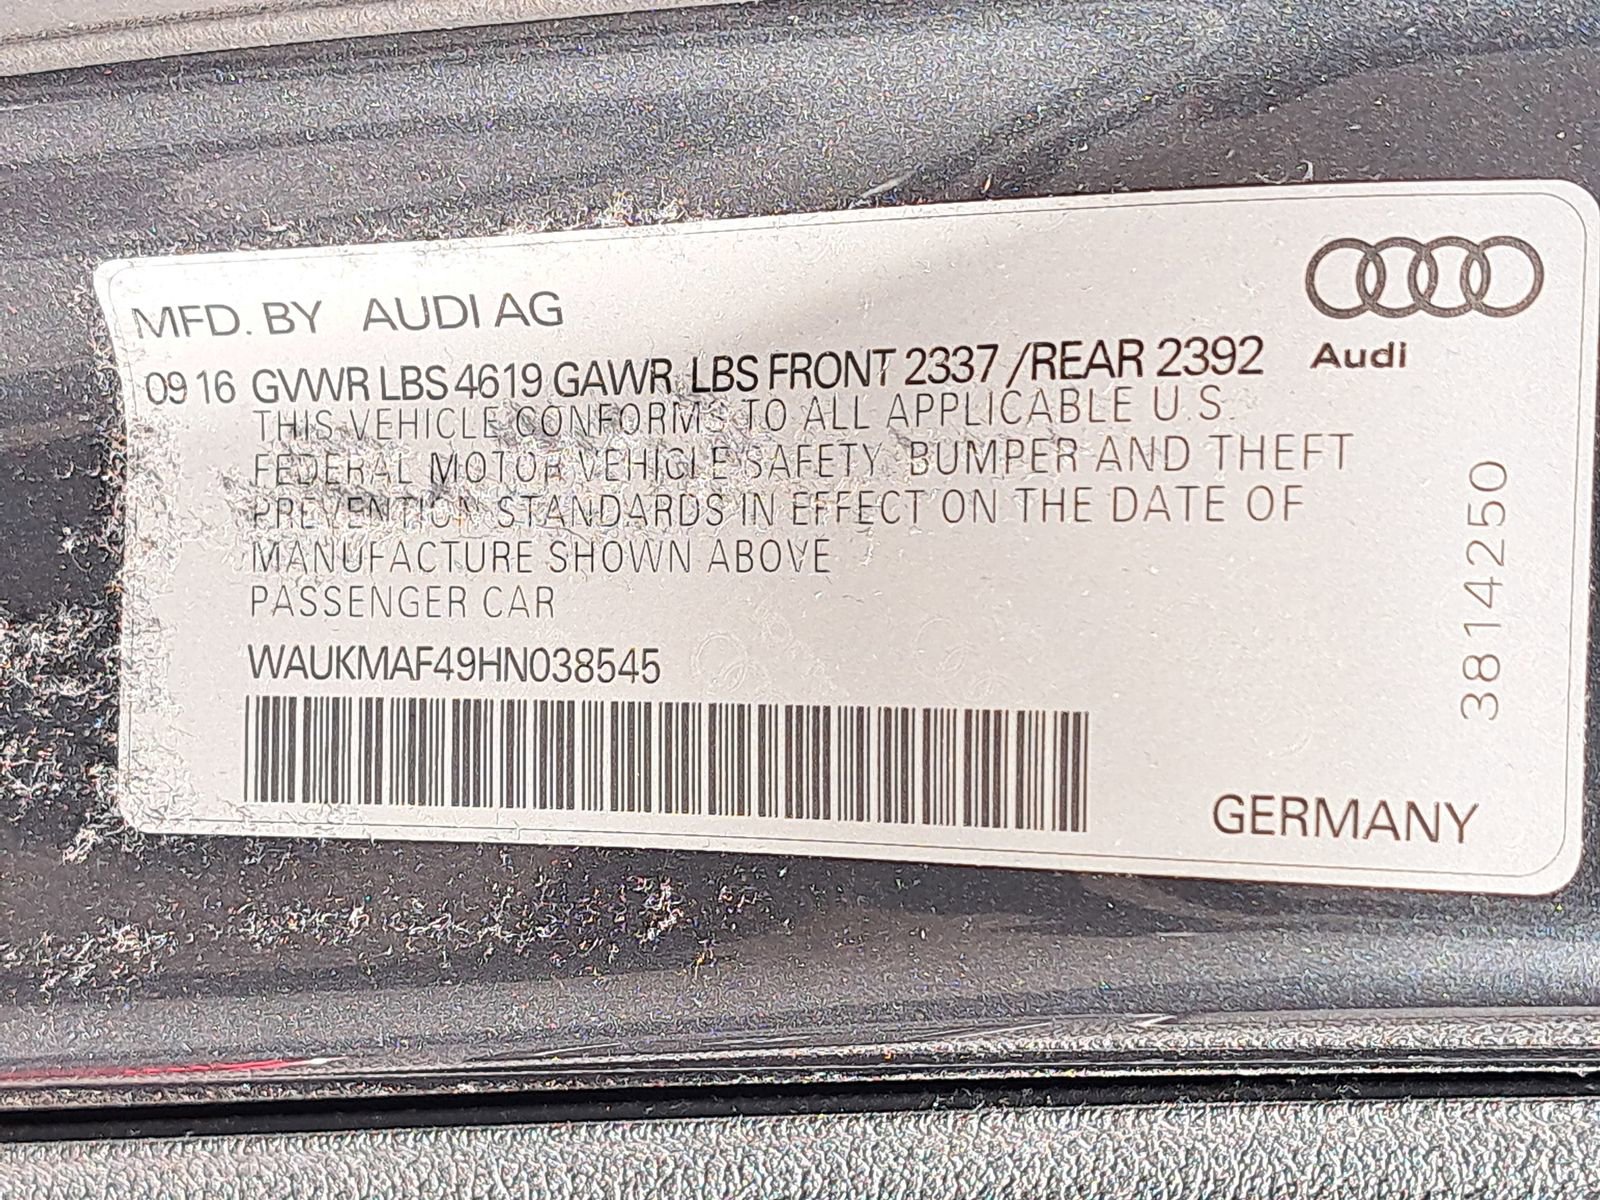 MFD. BY AUDI AG
Audi
09 16 GVWR LBS 4619 GAWR LBS FRONT 2337 /REAR 2392
THIS VEHICLE CONFORMS TO ALL APPLICABLE U.S.
FEDERAL MOTOR VEHICLE SAFETY, BUMPER AND THEFT
PREVENTION STANDARDS IN EFFECT ON THE DATE OF
MANUFACTURE SHOWN ABOVE
PASSENGER CAR
WAUKMAF49HN038545
GERMANY
3814250